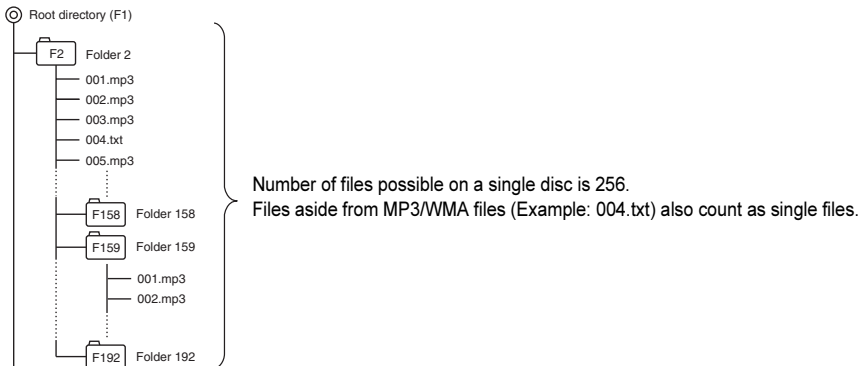 Root directory (F1)
F2 Folder 2
001.mp3
002.mp3
003.mp3
004.txt
005.mp3
Number of files possible on a single disc is 256.
Files aside from MP3/WMA files (Example: 004.txt) also count as single files.
F158 Folder 158
F159 Folder 159
001.mp3
002.mp3
F192 Folder 192